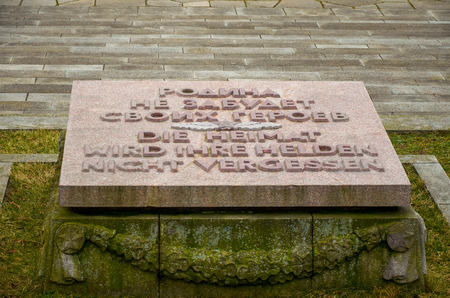 РОДИНА
НЕ ЗАБУДЕТ
СВОИХ ГЕРОЕВ
DIE HEIMAT
WIRD IHRE HELDEN
NICHT VERGESSEN